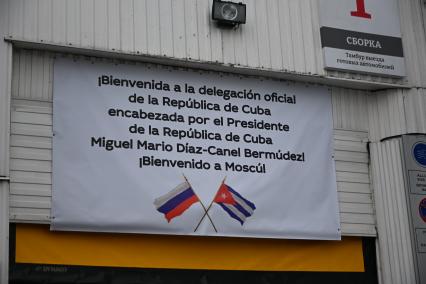 ¡Bienvenida a la delegación oficial
de la República de Cuba
encabezada por el Presidente
de la República de Cuba
Miguel Mario Díaz-Canel Bermúdez!
¡Bienvenido a Moscú!
1
СБОРКА
Тамбур выезда
готовых автомобилей